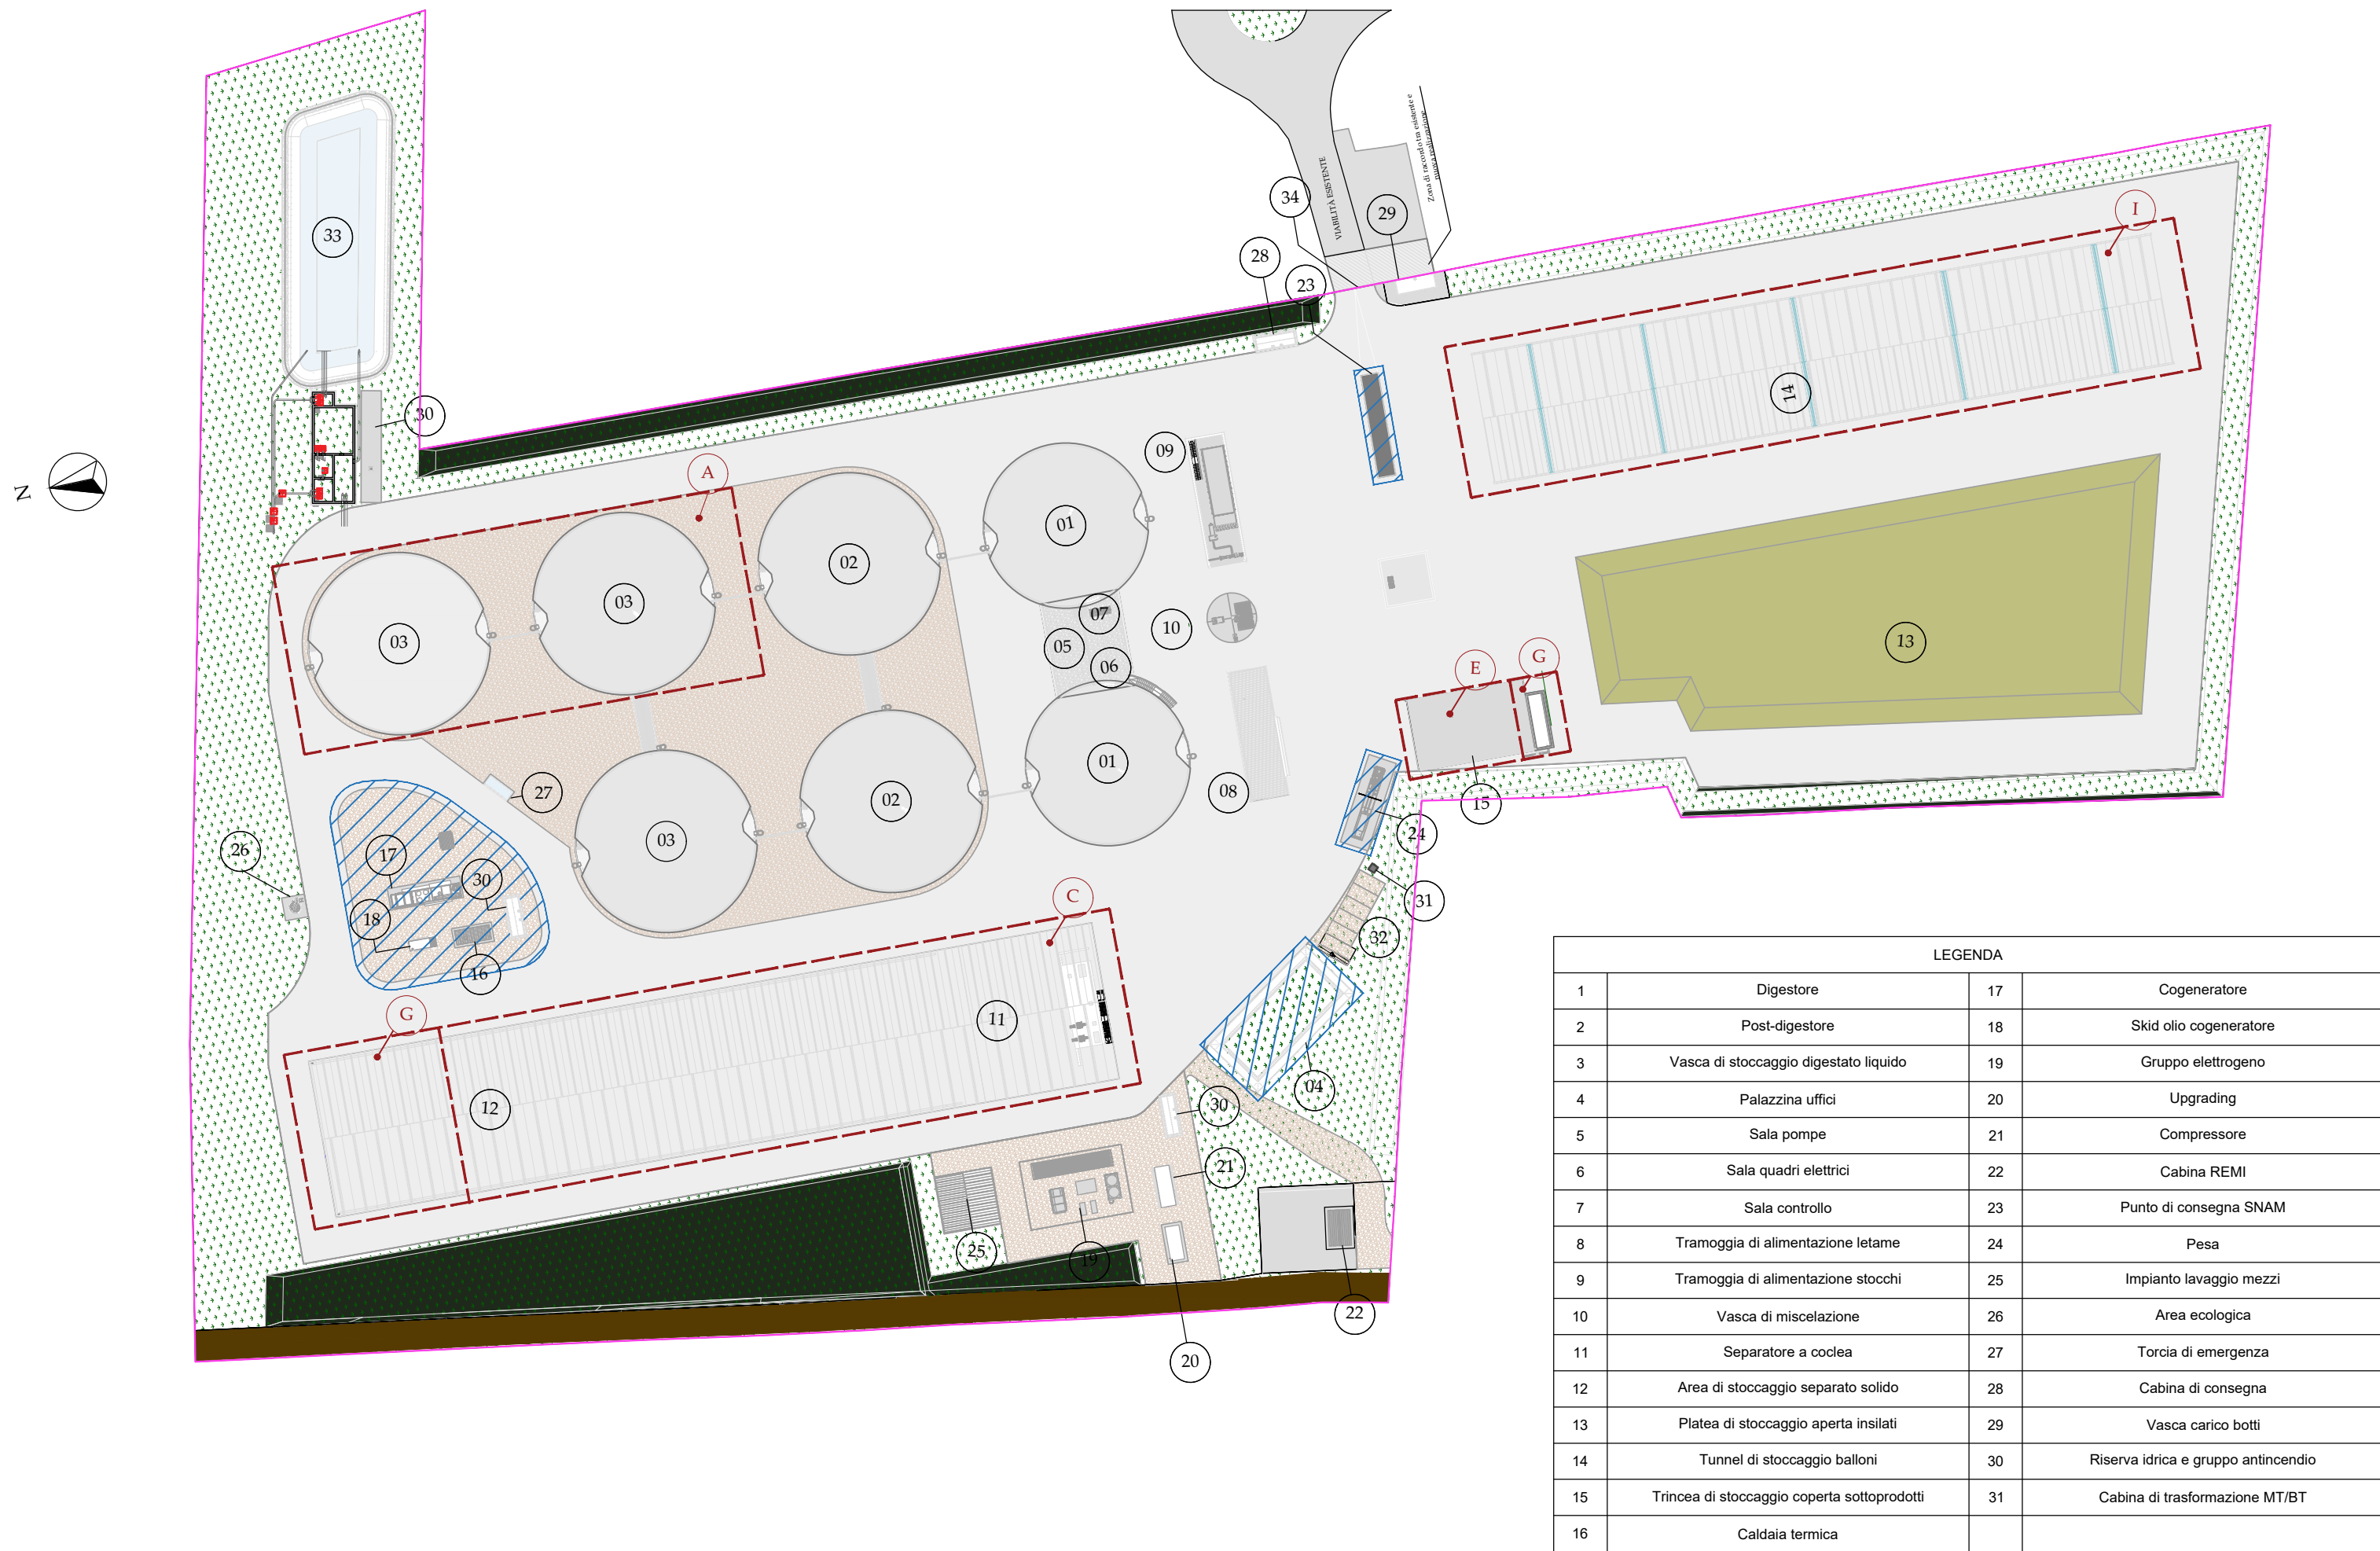 33
34
29
VIABILITÀ ESISTENTE
Zona di raccordo tra esistente e
nuova realizzazione
I
28
23
14
30
N
A
09
01
02
03
03
07
05
06
10
13
E
G
01
08
02
03
27
15
24
26
17
30
18
16
31
32
C
G
11
12
04
30
21
25
19
22
20
LEGENDA
1 Digestore 17 Cogeneratore
2 Post-digestore 18 Skid olio cogeneratore
3 Vasca di stoccaggio digestato liquido 19 Gruppo elettrogeno
4 Palazzina uffici 20 Upgrading
5 Sala pompe 21 Compressore
6 Sala quadri elettrici 22 Cabina REMI
7 Sala controllo 23 Punto di consegna SNAM
8 Tramoggia di alimentazione letame 24 Pesa
9 Tramoggia di alimentazione stocchi 25 Impianto lavaggio mezzi
10 Vasca di miscelazione 26 Area ecologica
11 Separatore a coclea 27 Torcia di emergenza
12 Area di stoccaggio separato solido 28 Cabina di consegna
13 Platea di stoccaggio aperta insilati 29 Vasca carico botti
14 Tunnel di stoccaggio balloni 30 Riserva idrica e gruppo antincendio
15 Trincea di stoccaggio coperta sottoprodotti 31 Cabina di trasformazione MT/BT
16 Caldaia termica